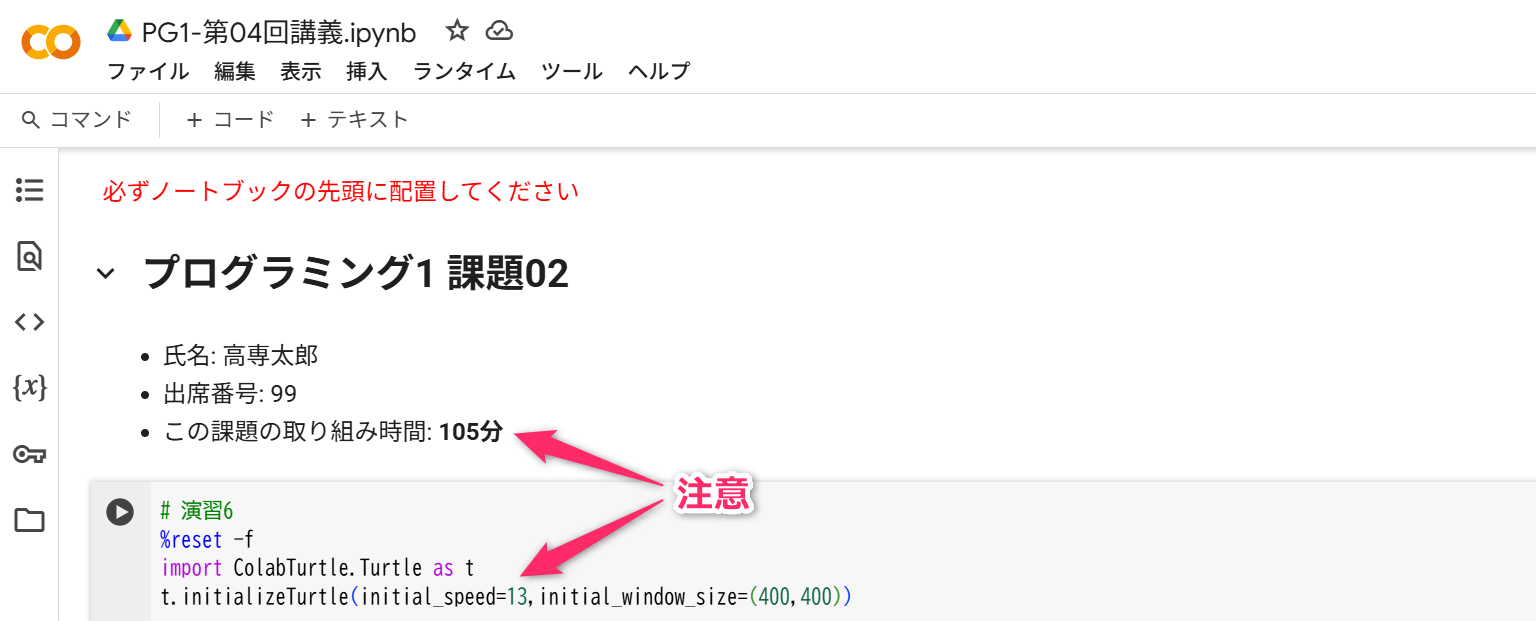 PG1-第04回講義.ipynb
ファイル 編集 表示 挿入 ランタイム ツール ヘルプ
コマンド + コード + テキスト
必ずノートブックの先頭に配置してください
プログラミング1 課題02
• 氏名: 高専太郎
• 出席番号: 99
• この課題の取り組み時間: 105分
注意
# 演習6
%reset -f
import ColabTurtle.Turtle as t
t.initializeTurtle(initial_speed=13,initial_window_size=(400,400))